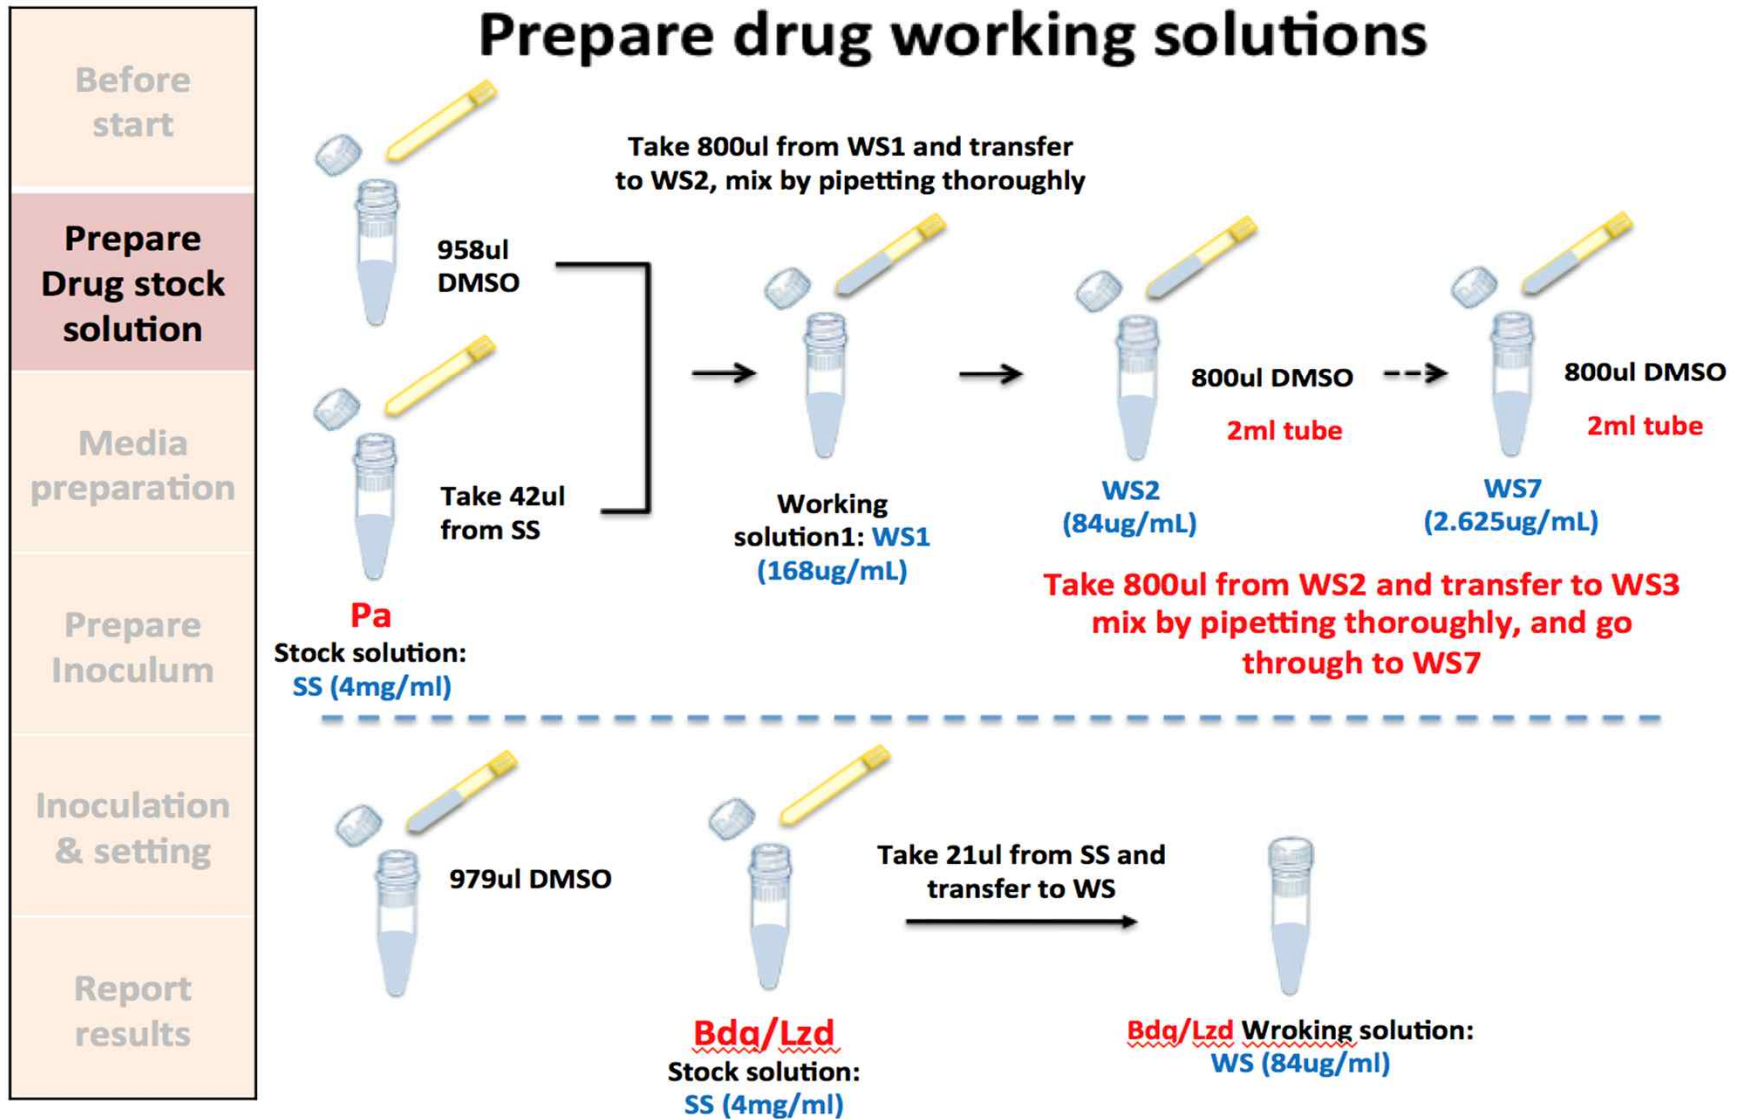 Prepare drug working solutions
Before
start
Prepare
Drug stock
solution
Media
preparation
Prepare
Inoculum
Inoculation
& setting
Report
results
958ul
DMSO
Take 42ul
from SS
Pa
Stock solution:
SS (4mg/ml)
Take 800ul from WS1 and transfer
to WS2, mix by pipetting thoroughly
Working
solution1: WS1
(168ug/mL)
800ul DMSO
2ml tube
WS2
(84ug/mL)
800ul DMSO
2ml tube
WS7
(2.625ug/mL)
Take 800ul from WS2 and transfer to WS3
mix by pipetting thoroughly, and go
through to WS7
979ul DMSO
Bdq/Lzd
Stock solution:
SS (4mg/ml)
Take 21ul from SS and
transfer to WS
Bdq/Lzd Wroking solution:
WS (84ug/ml)